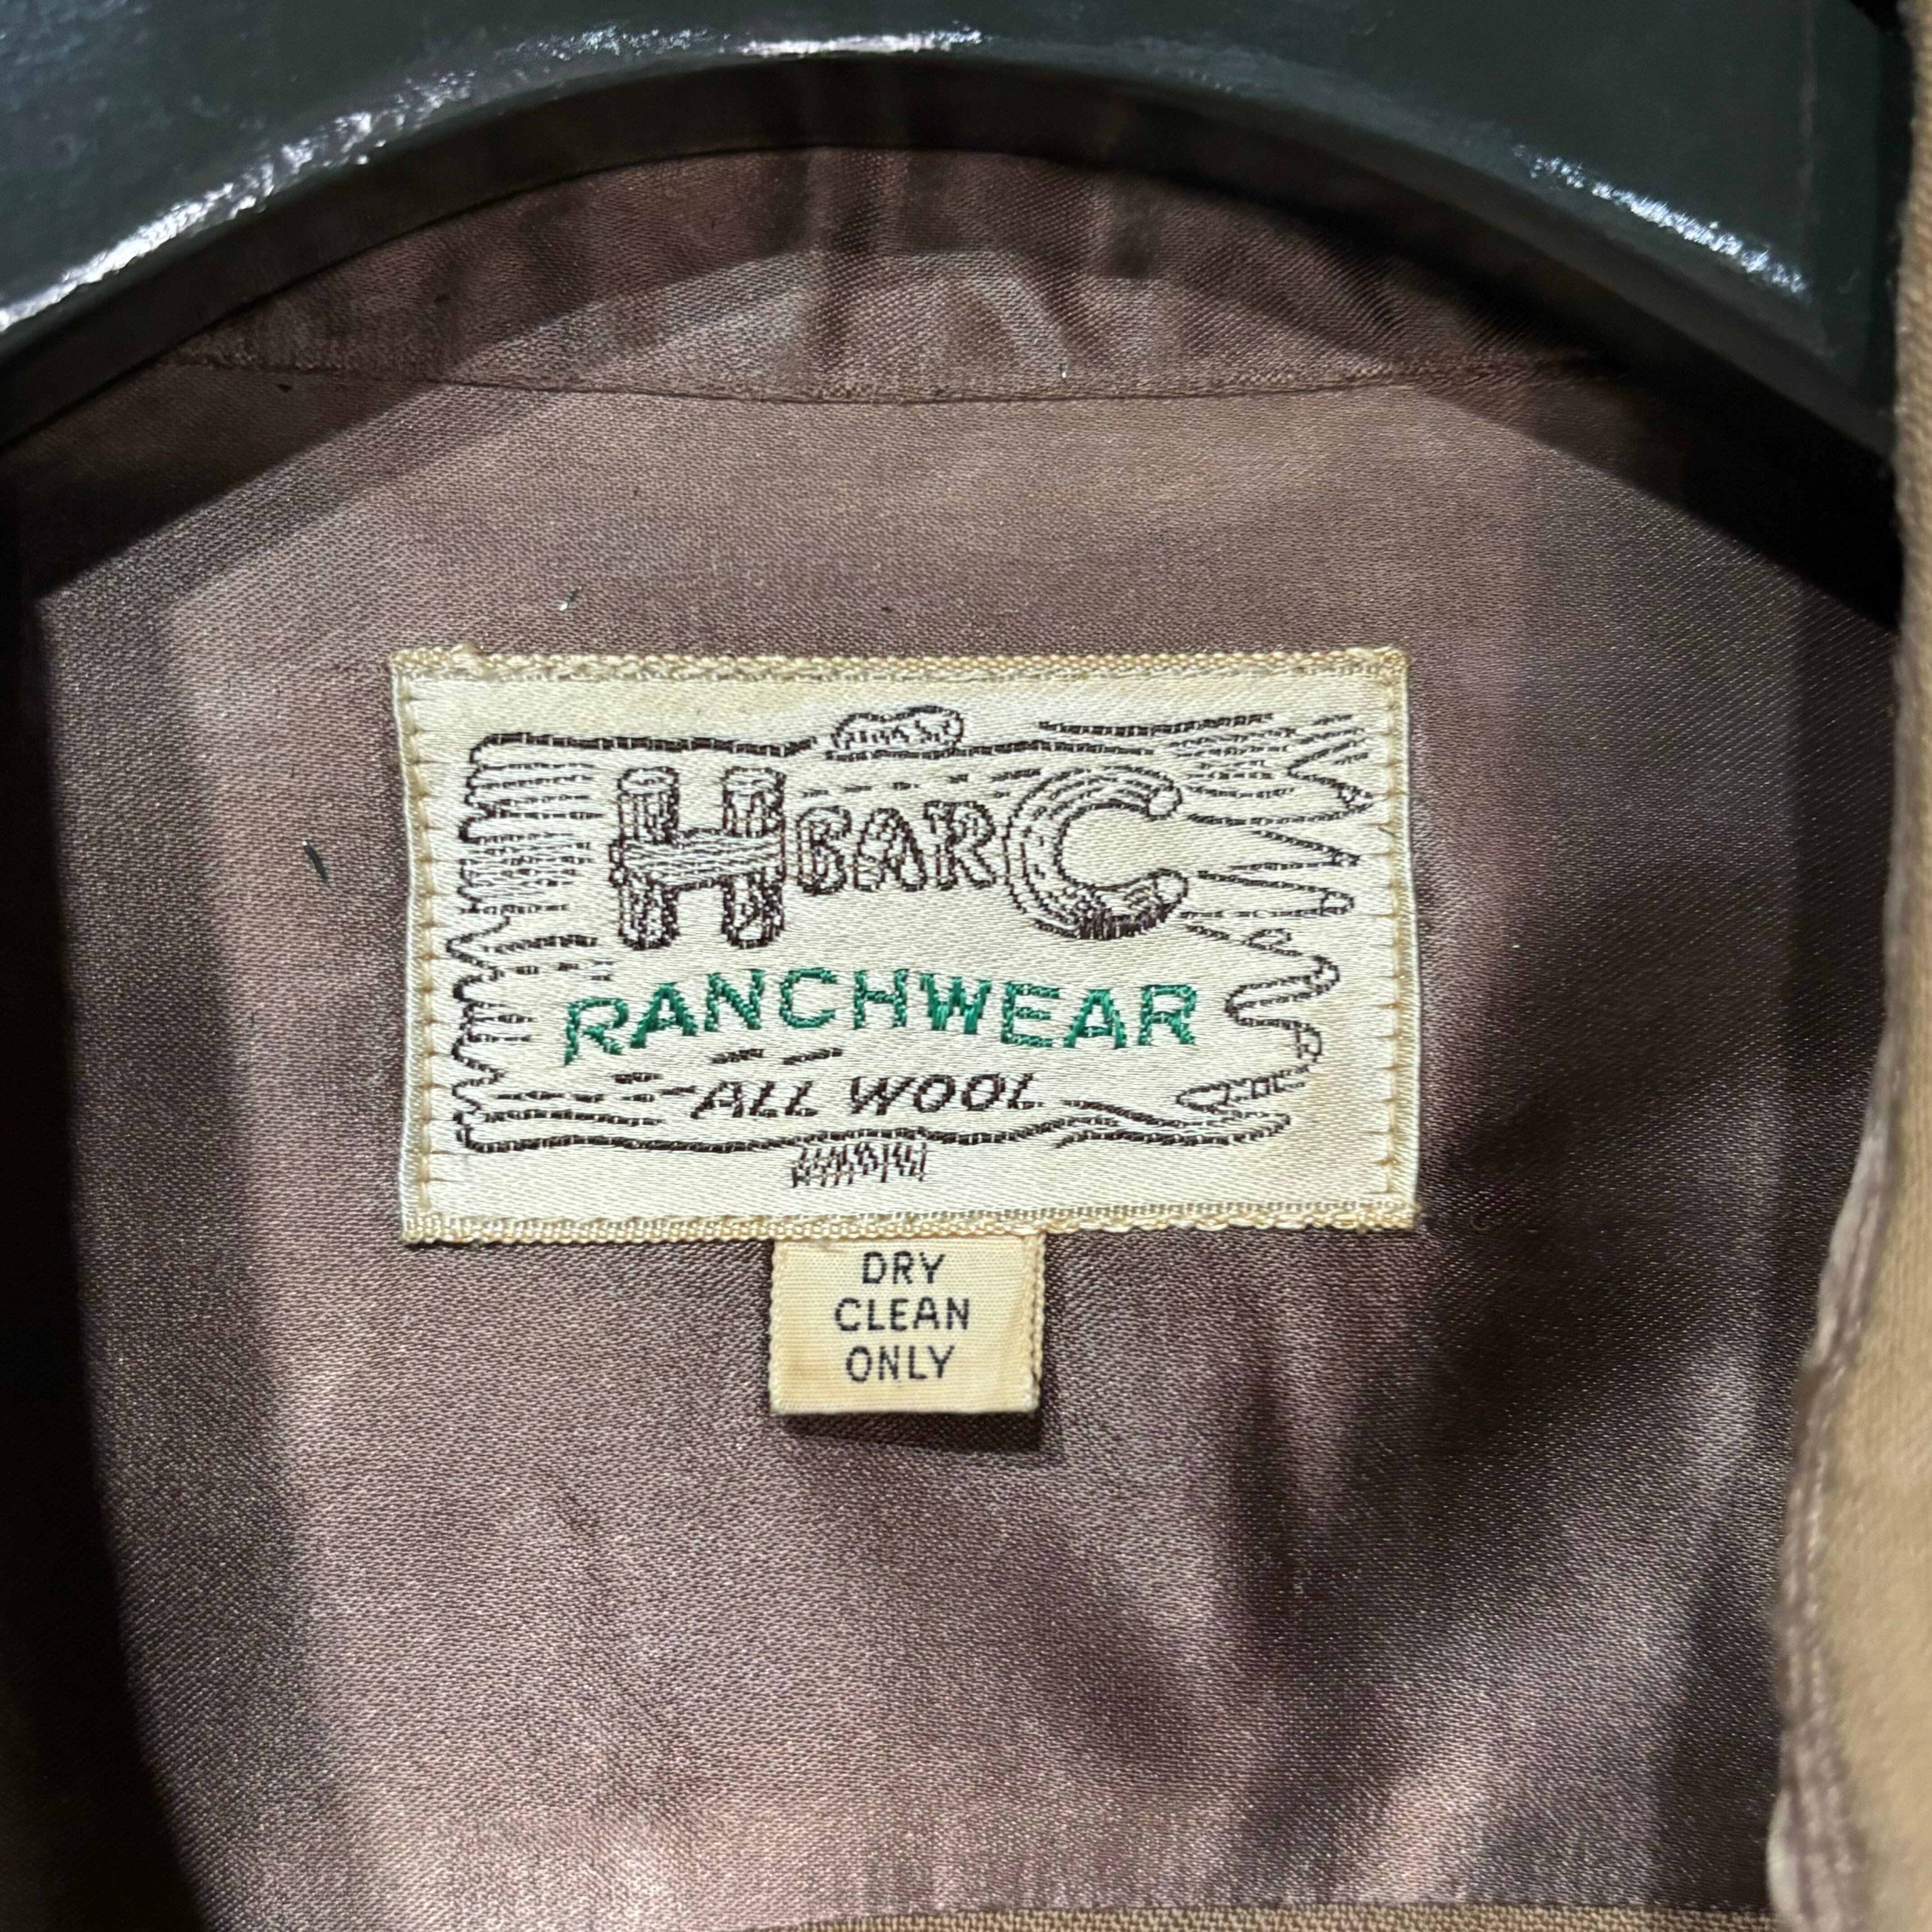 H BAR C
RANCHWEAR
ALL WOOL
DRY
CLEAN
ONLY